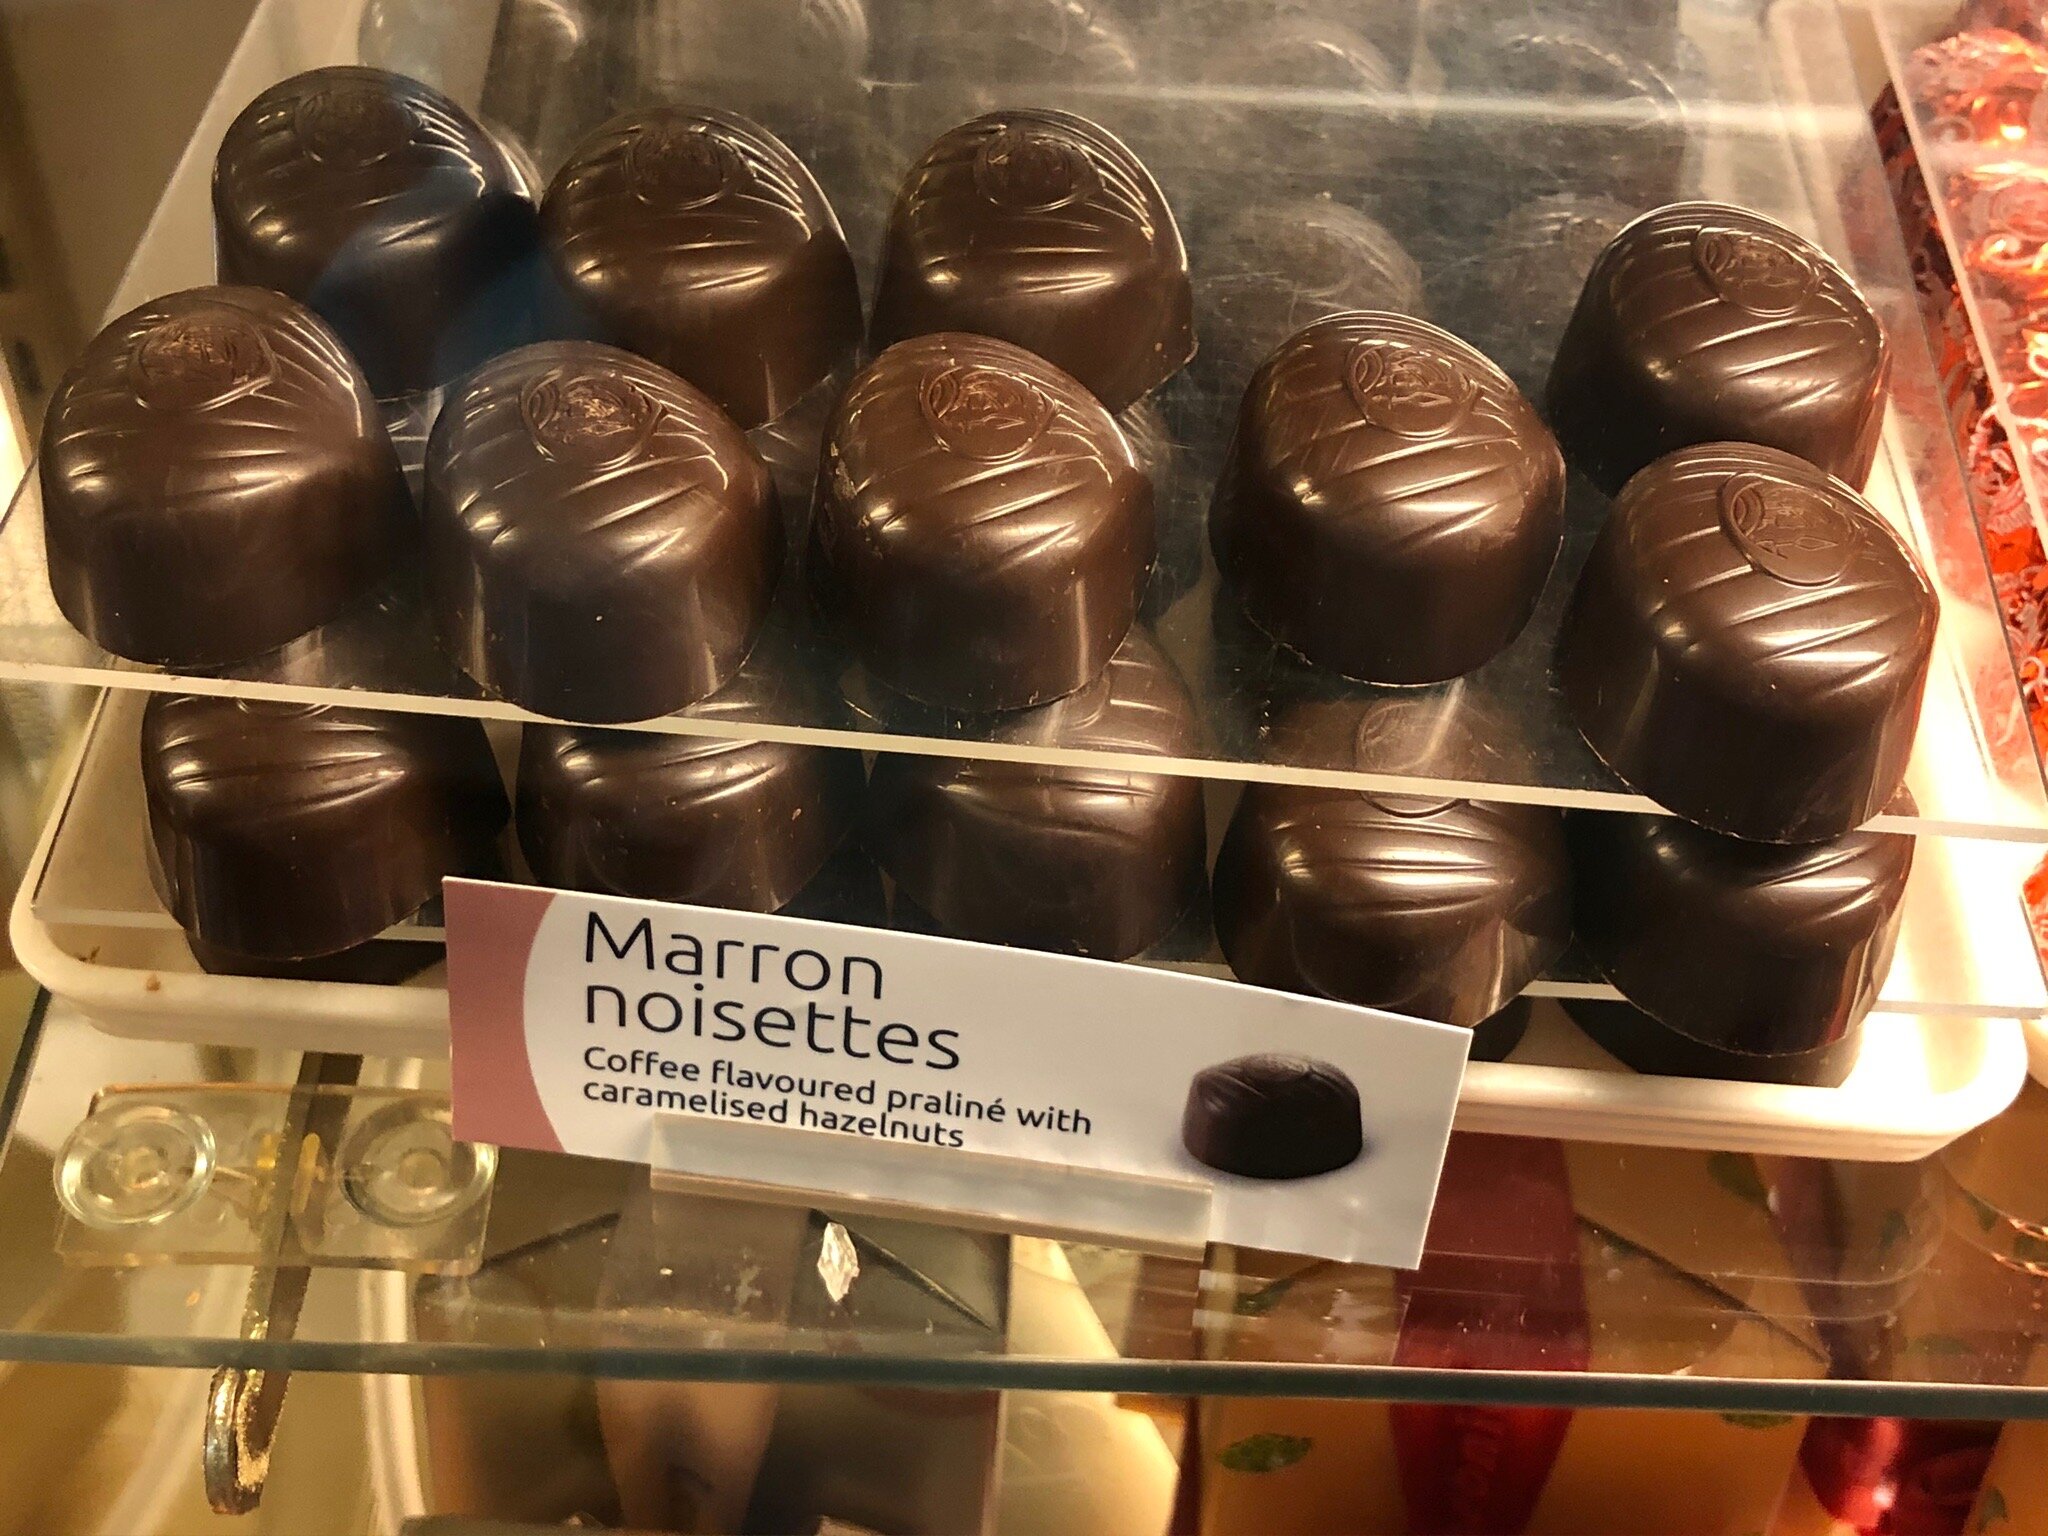 Marron
noisettes
Coffee flavoured praliné with
caramelised hazelnuts